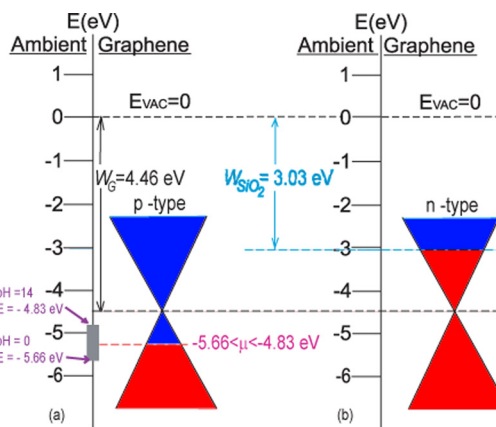 E(eV)
Ambient Graphene
1
0
-1
-2
-3
-4
-5
-6
EVAC=0
WG=4.46 eV
p -type
pH =14
E = - 4.83 eV
pH = 0
E = - 5.66 eV
-5.66<μ<-4.83 eV
(a)
WSiO2= 3.03 eV
E(eV)
Ambient Graphene
1
0
-1
-2
-3
-4
-5
-6
EVAC=0
n -type
(b)